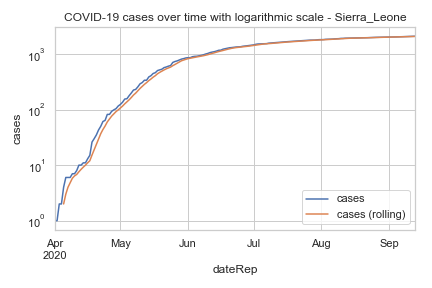 COVID-19 cases over time with logarithmic scale - Sierra_Leone
cases
10³
10²
10¹
10⁰
cases
cases (rolling)
Apr May Jun Jul Aug Sep
2020
dateRep